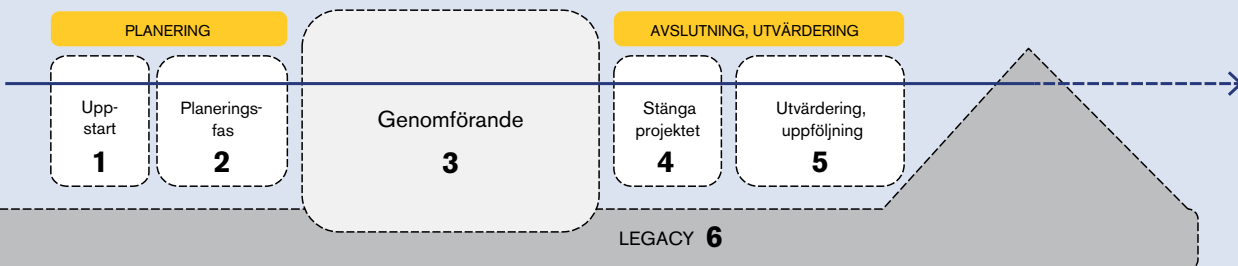 PLANERING
Upp-
start
1
Planerings-
fas
2
Genomförande
3
AVSLUTNING, UTVÄRDERING
Stänga
projektet
4
Utvärdering,
uppföljning
5
LEGACY 6